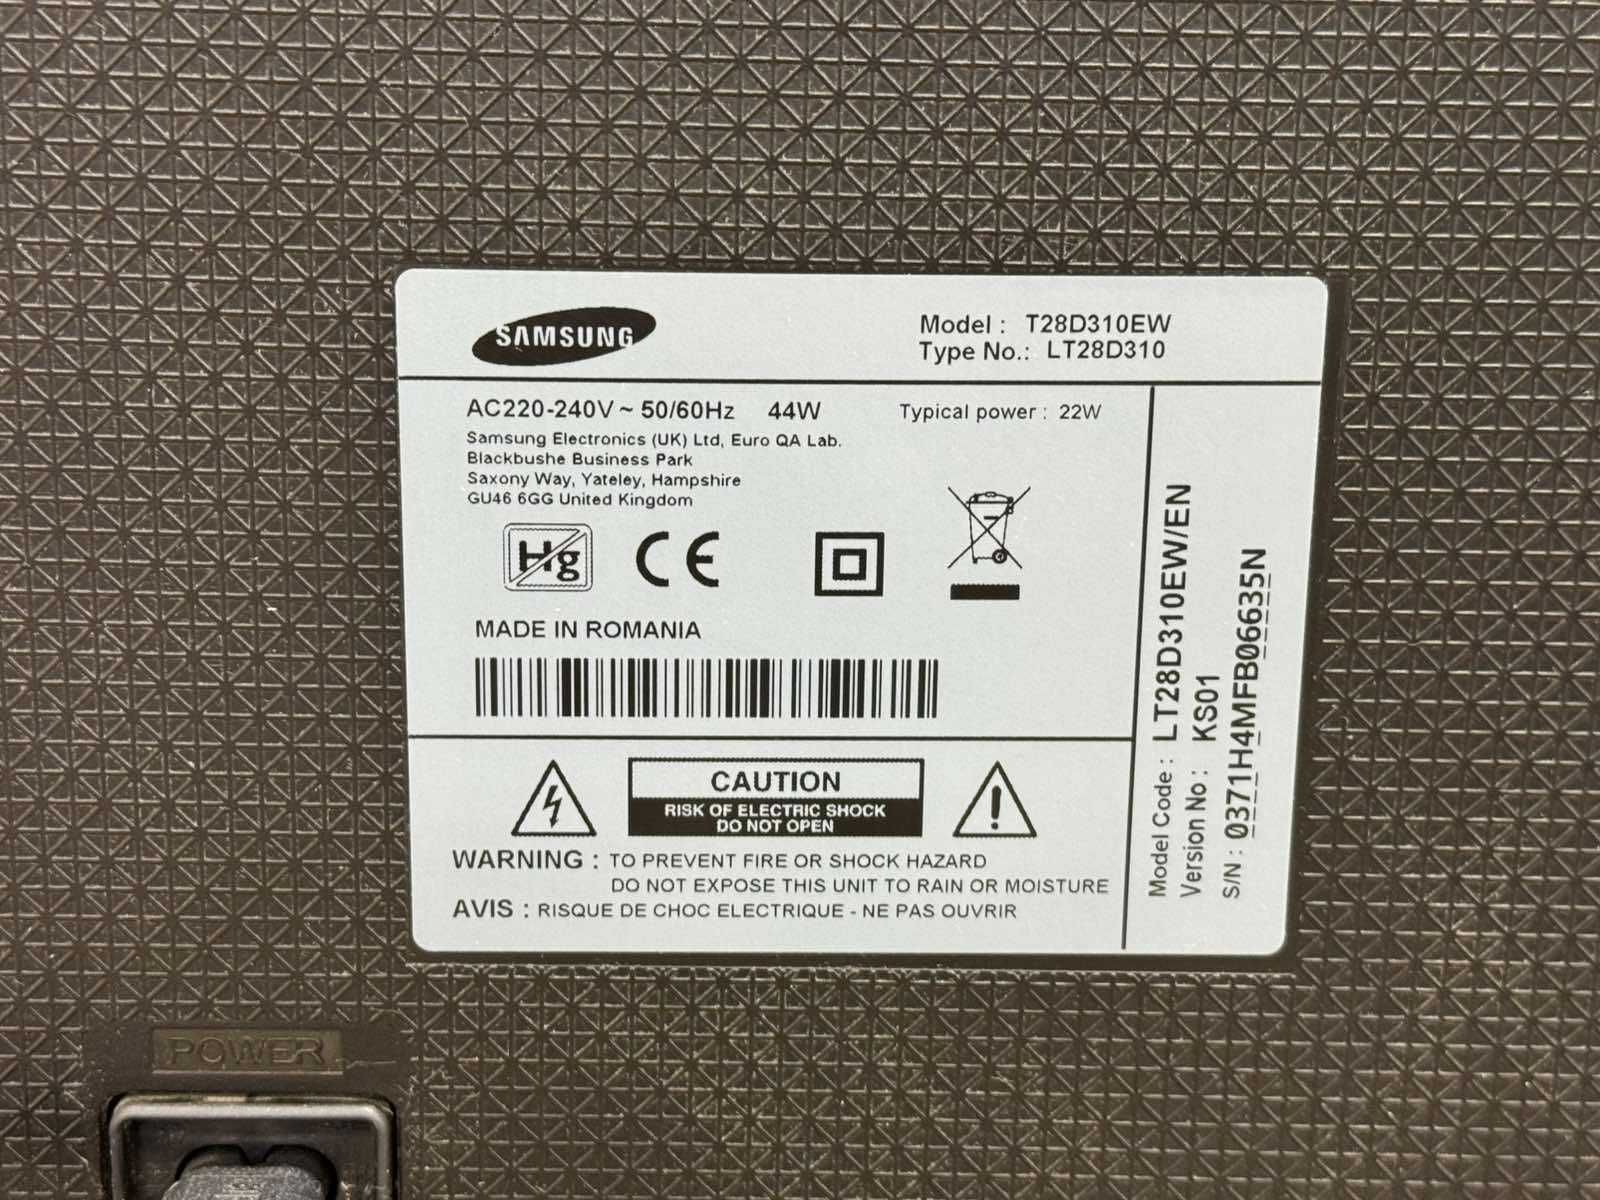 SAMSUNG
Model : T28D310EW
Type No.: LT28D310
AC220-240V ~ 50/60Hz 44W Typical power : 22W
Samsung Electronics (UK) Ltd, Euro QA Lab.
Blackbushe Business Park
Saxony Way, Yateley, Hampshire
GU46 6GG United Kingdom
Hg CE
MADE IN ROMANIA
CAUTION
RISK OF ELECTRIC SHOCK
DO NOT OPEN
WARNING : TO PREVENT FIRE OR SHOCK HAZARD
DO NOT EXPOSE THIS UNIT TO RAIN OR MOISTURE
AVIS : RISQUE DE CHOC ELECTRIQUE - NE PAS OUVRIR
Model Code : LT28D310EW/EN
Version No : KS01
S/N : 0371H4MFB06635N
POWER